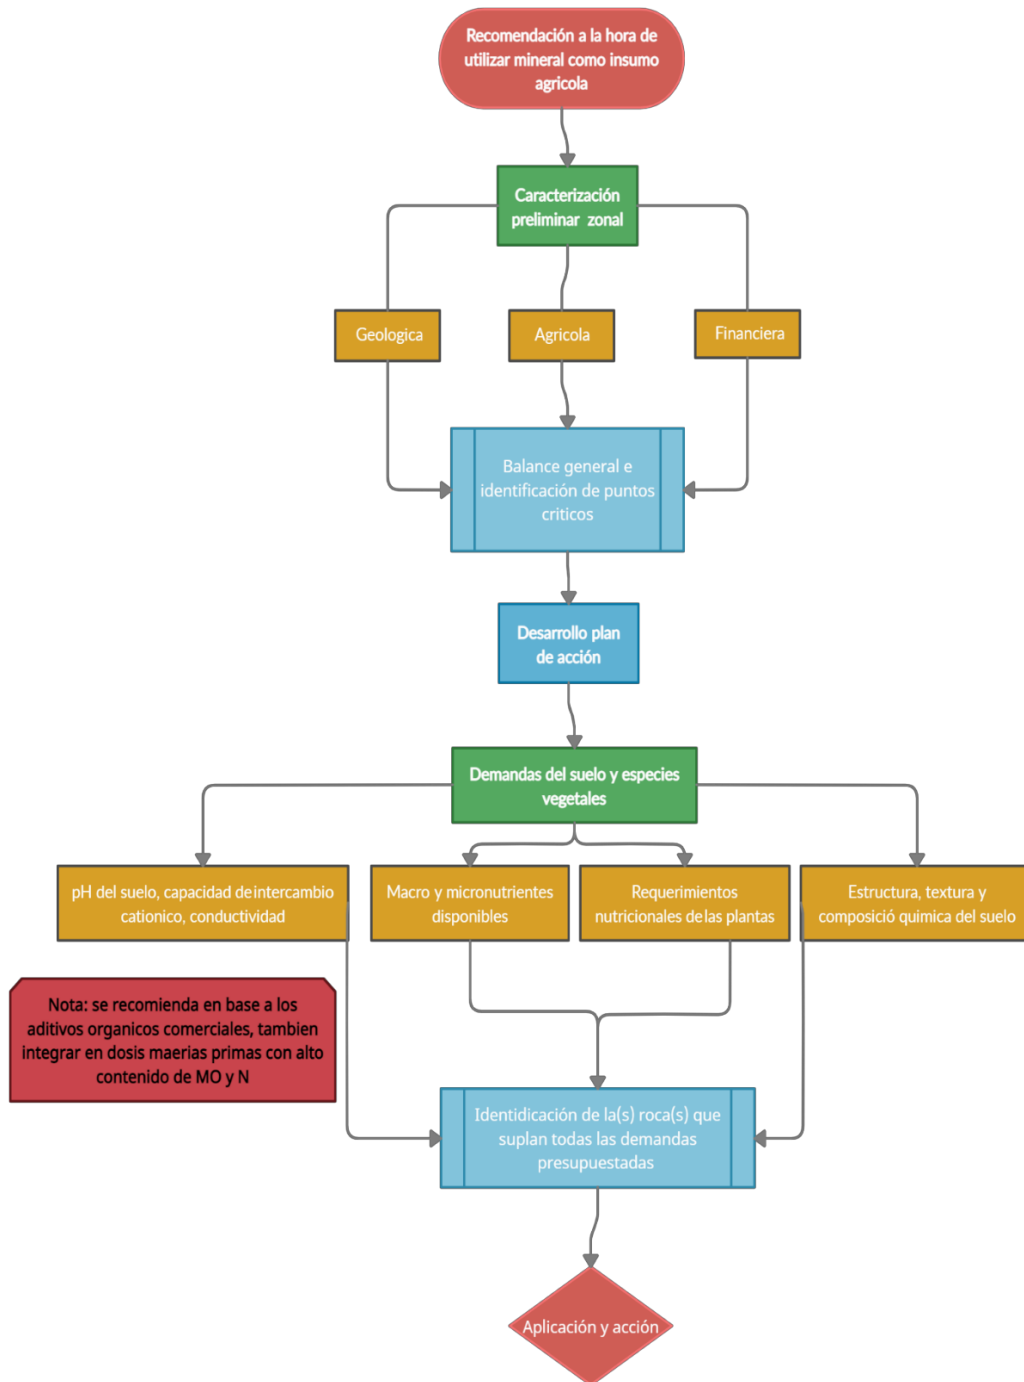 Recomendación a la hora de
utilizar mineral como insumo
agricola
Caracterización
preliminar zonal
Geologica
Agricola
Financiera
Balance general e
identificación de puntos
criticos
Desarrollo plan
de acción
Demandas del suelo y especies
vegetales
pH del suelo, capacidad de intercambio
cationico, conductividad
Macro y micronutrientes
disponibles
Requerimientos
nutricionales de las plantas
Estructura, textura y
composició quimica del suelo
Nota: se recomienda en base a los
aditivos organicos comerciales, tambien
integrar en dosis maerias primas con alto
contenido de MO y N
Identidicación de la(s) roca(s) que
suplan todas las demandas
presupuestadas
Aplicación y acción